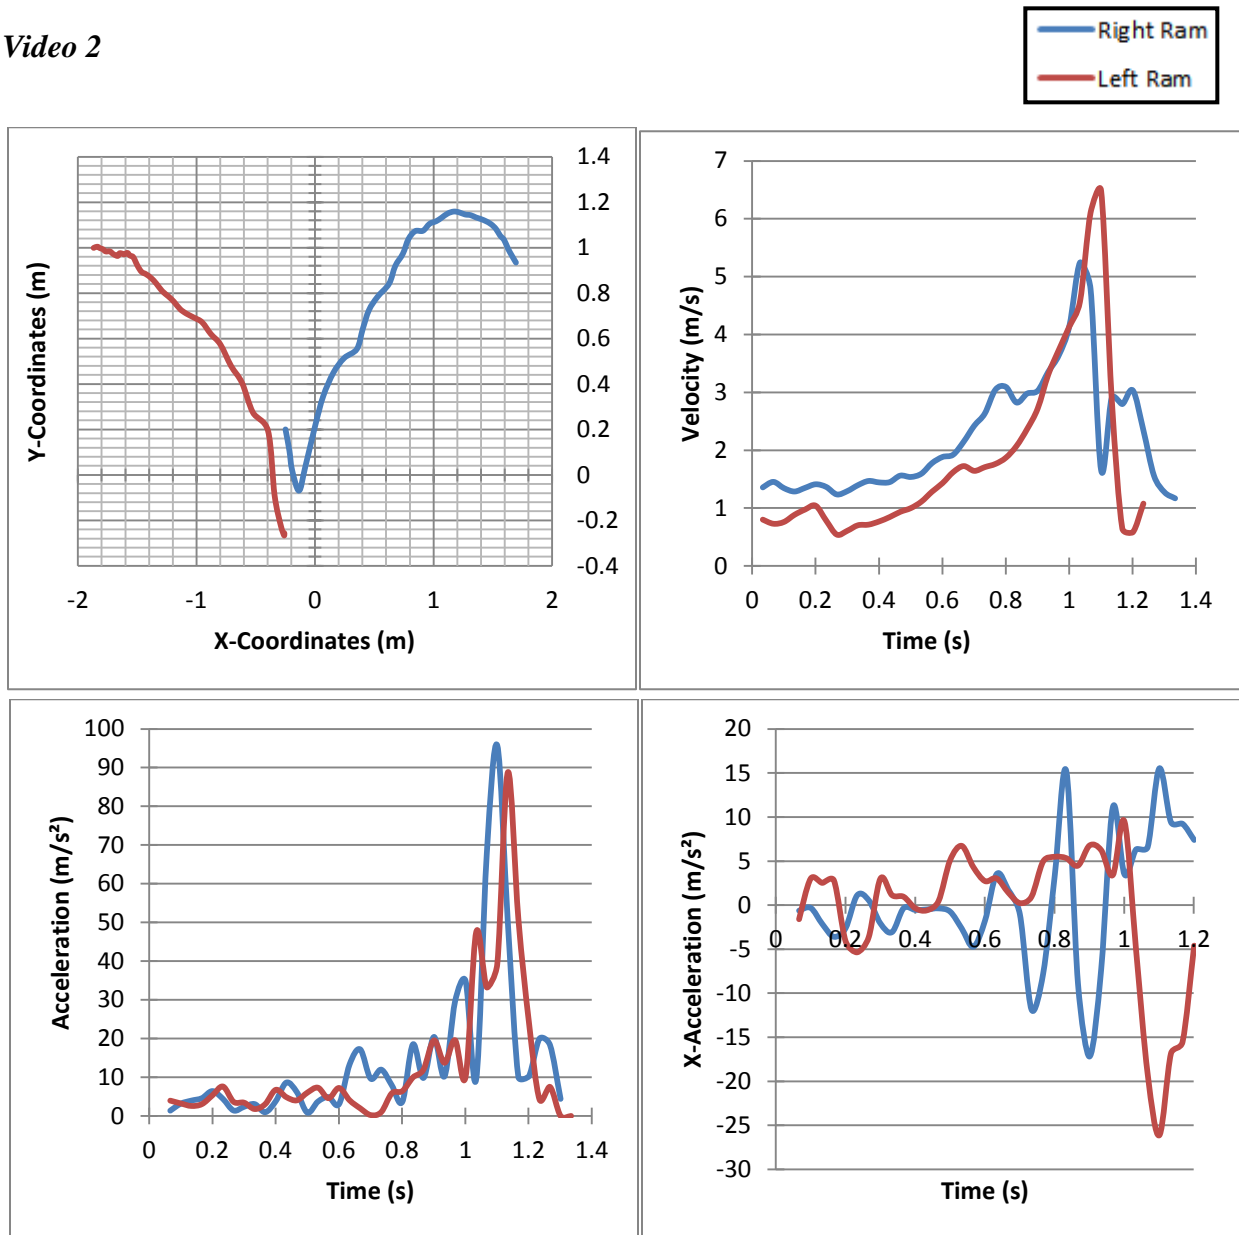 Video 2
Right Ram
Left Ram
1.4
1.2
1
0.8
0.6
0.4
0.2
0
-0.2
-0.4
Y-Coordinates (m)
-2 -1 0 1 2
X-Coordinates (m)
7
6
5
4
3
2
1
0
Velocity (m/s)
0 0.2 0.4 0.6 0.8 1 1.2 1.4
Time (s)
100
90
80
70
60
50
40
30
20
10
0
Acceleration (m/s²)
0 0.2 0.4 0.6 0.8 1 1.2 1.4
Time (s)
20
15
10
5
0
-5
-10
-15
-20
-25
-30
X-Acceleration (m/s²)
0 0.2 0.4 0.6 0.8 1 1.2
Time (s)